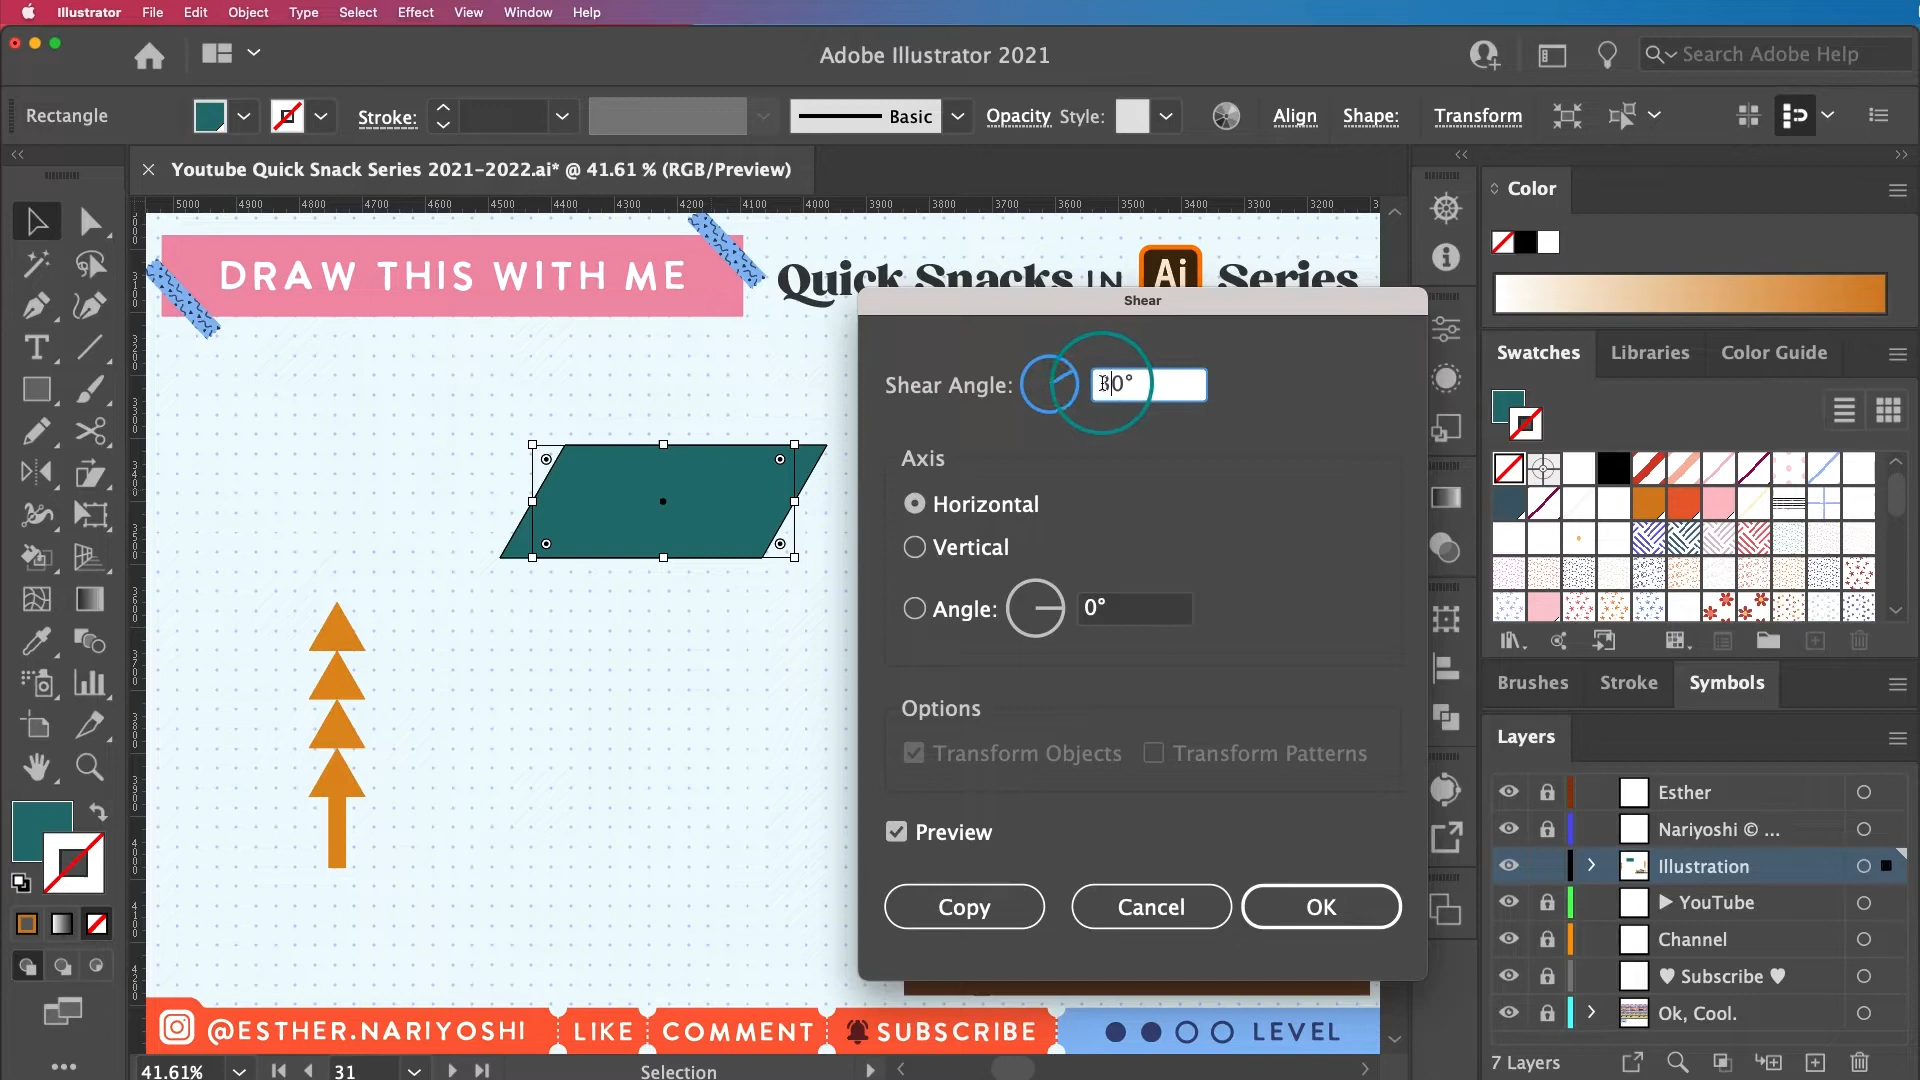 Illustrator File Edit Object Type Select Effect View Window Help
Adobe Illustrator 2021
Search Adobe Help
Rectangle
Stroke:
Basic
Opacity Style:
Align
Shape:
Transform
Youtube Quick Snack Series 2021-2022.ai* @ 41.61 % (RGB/Preview)
5000 4900 4800 4700 4600 4500 4400 4300 4200 4100 4000 3900 3800 3700 3600 3500 3400 3300 3200
DRAW THIS WITH ME
Quick Snacks IN Ai Series
Shear
Shear Angle:
30°
Axis
Horizontal
Vertical
Angle:
0°
Options
Transform Objects
Transform Patterns
Preview
Copy
Cancel
OK
@ESTHER.NARIYOSHI
LIKE
COMMENT
SUBSCRIBE
LEVEL
41.61%
31
Selection
Color
Swatches
Libraries
Color Guide
Brushes
Stroke
Symbols
Layers
Esther
Nariyoshi © ...
Illustration
▶ YouTube
Channel
♥ Subscribe ♥
Ok, Cool.
7 Layers